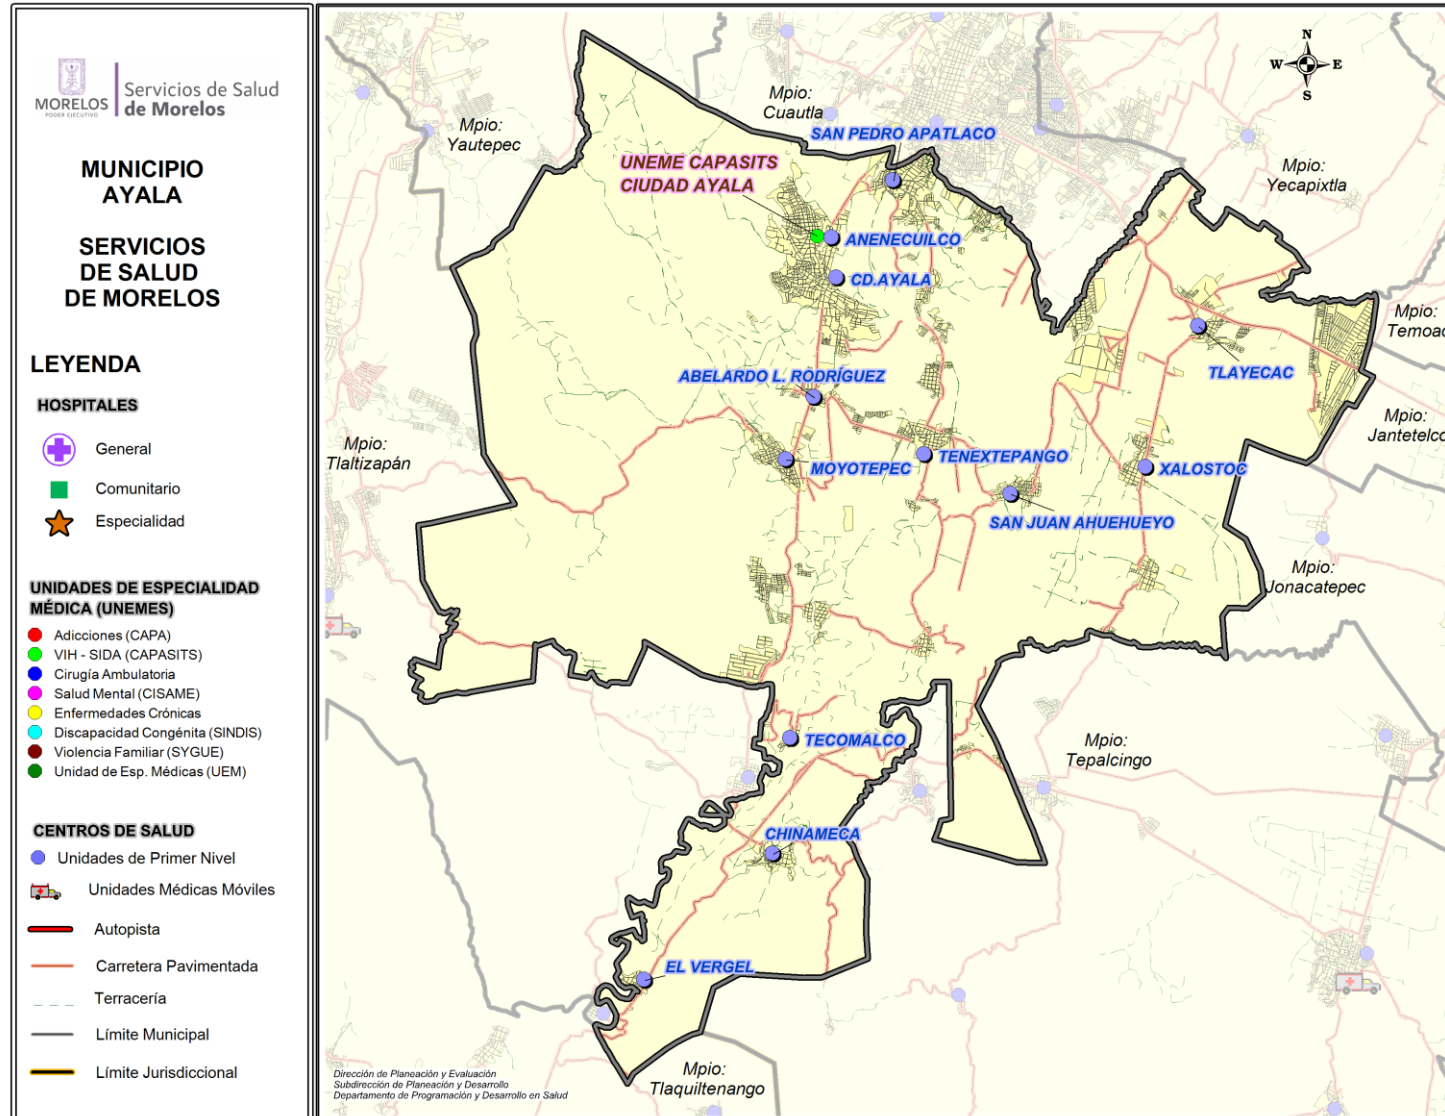 MORELOS
PODER EJECUTIVO
Servicios de Salud
de Morelos
MUNICIPIO
AYALA
SERVICIOS
DE SALUD
DE MORELOS
LEYENDA
HOSPITALES
General
Comunitario
Especialidad
UNIDADES DE ESPECIALIDAD
MÉDICA (UNEMES)
Adicciones (CAPA)
VIH - SIDA (CAPASITS)
Cirugía Ambulatoria
Salud Mental (CISAME)
Enfermedades Crónicas
Discapacidad Congénita (SINDIS)
Violencia Familiar (SYGUE)
Unidad de Esp. Médicas (UEM)
CENTROS DE SALUD
Unidades de Primer Nivel
Unidades Médicas Móviles
Autopista
Carretera Pavimentada
Terracería
Límite Municipal
Límite Jurisdiccional
N
W E
S
Mpio:
Cuautla
Mpio:
Yautepec
SAN PEDRO APATLACO
UNEME CAPASITS
CIUDAD AYALA
Mpio:
Yecapixtla
ANENECUILCO
CD.AYALA
Mpio:
Temoac
TLAYECAC
ABELARDO L. RODRÍGUEZ
Mpio:
Jantetelco
Mpio:
Tlaltizapán
MOYOTEPEC
TENEXTEPANGO
XALOSTOC
SAN JUAN AHUEHUEYO
Mpio:
Jonacatepec
TECOMALCO
Mpio:
Tepalcingo
CHINAMECA
EL VERGEL
Mpio:
Tlaquiltenango
Dirección de Planeación y Evaluación
Subdirección de Planeación y Desarrollo
Departamento de Programación y Desarrollo en Salud